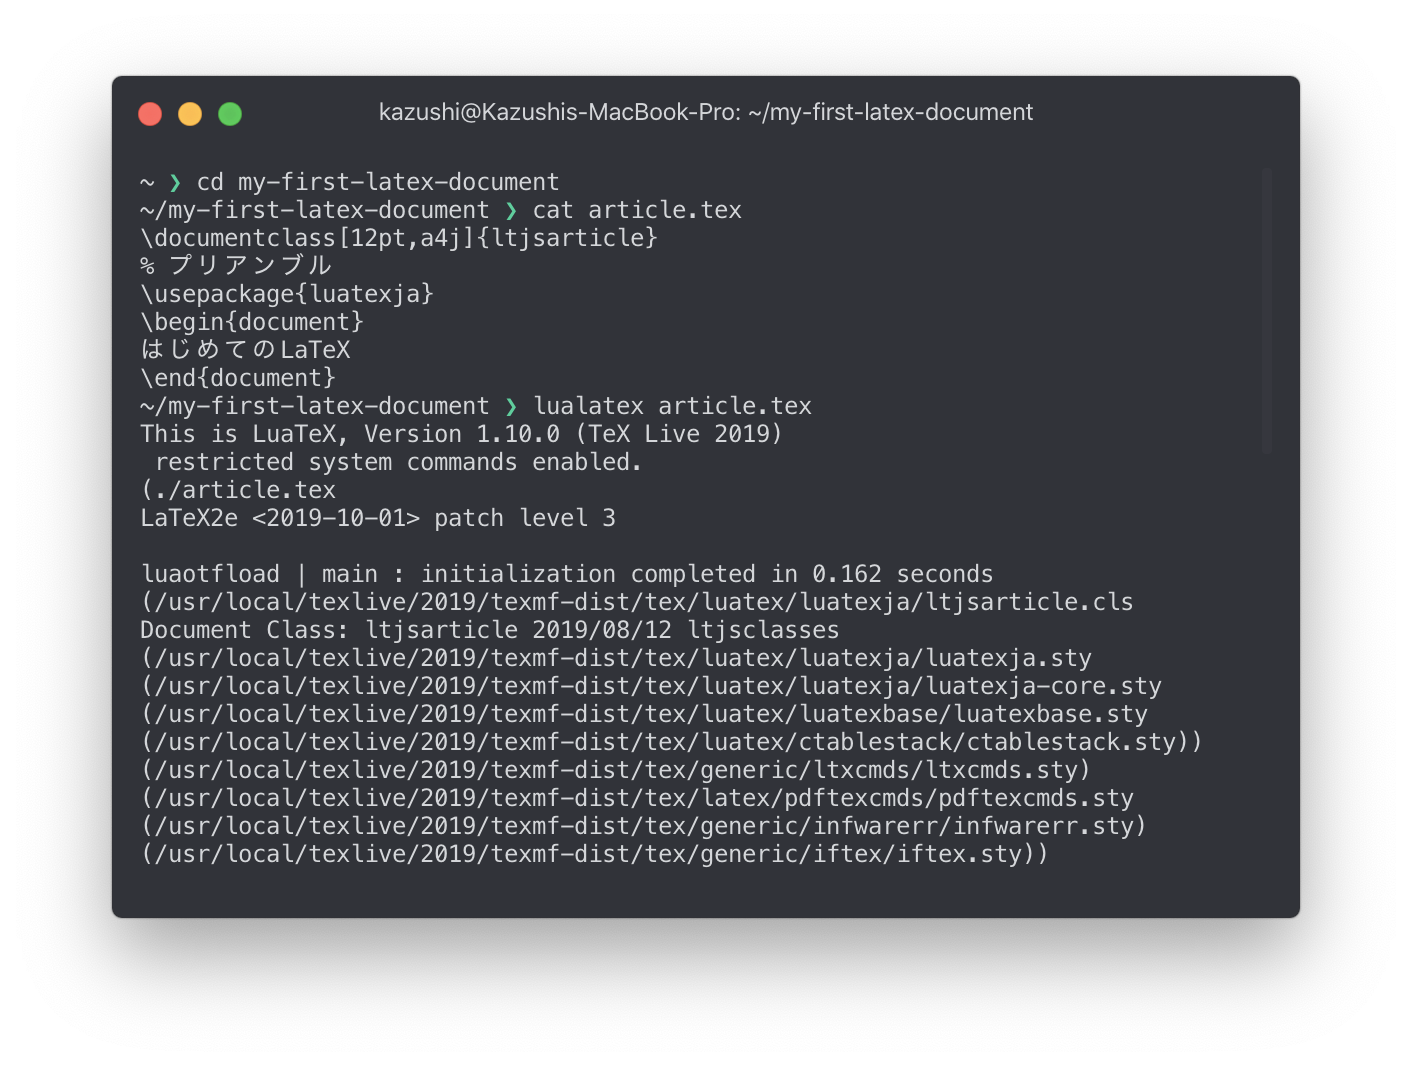 kazushi@Kazushis-MacBook-Pro: ~/my-first-latex-document
~ ❯ cd my-first-latex-document
~/my-first-latex-document ❯ cat article.tex
\documentclass[12pt,a4j]{ltjsarticle}
% プリアンブル
\usepackage{luatexja}
\begin{document}
はじめてのLaTeX
\end{document}
~/my-first-latex-document ❯ lualatex article.tex
This is LuaTeX, Version 1.10.0 (TeX Live 2019)
 restricted system commands enabled.
(./article.tex
LaTeX2e <2019-10-01> patch level 3

luaotfload | main : initialization completed in 0.162 seconds
(/usr/local/texlive/2019/texmf-dist/tex/luatex/luatexja/ltjsarticle.cls
Document Class: ltjsarticle 2019/08/12 ltjsclasses
(/usr/local/texlive/2019/texmf-dist/tex/luatex/luatexja/luatexja.sty
(/usr/local/texlive/2019/texmf-dist/tex/luatex/luatexja/luatexja-core.sty
(/usr/local/texlive/2019/texmf-dist/tex/luatex/luatexbase/luatexbase.sty
(/usr/local/texlive/2019/texmf-dist/tex/luatex/ctablestack/ctablestack.sty))
(/usr/local/texlive/2019/texmf-dist/tex/generic/ltxcmds/ltxcmds.sty)
(/usr/local/texlive/2019/texmf-dist/tex/latex/pdftexcmds/pdftexcmds.sty
(/usr/local/texlive/2019/texmf-dist/tex/generic/infwarerr/infwarerr.sty)
(/usr/local/texlive/2019/texmf-dist/tex/generic/iftex/iftex.sty))